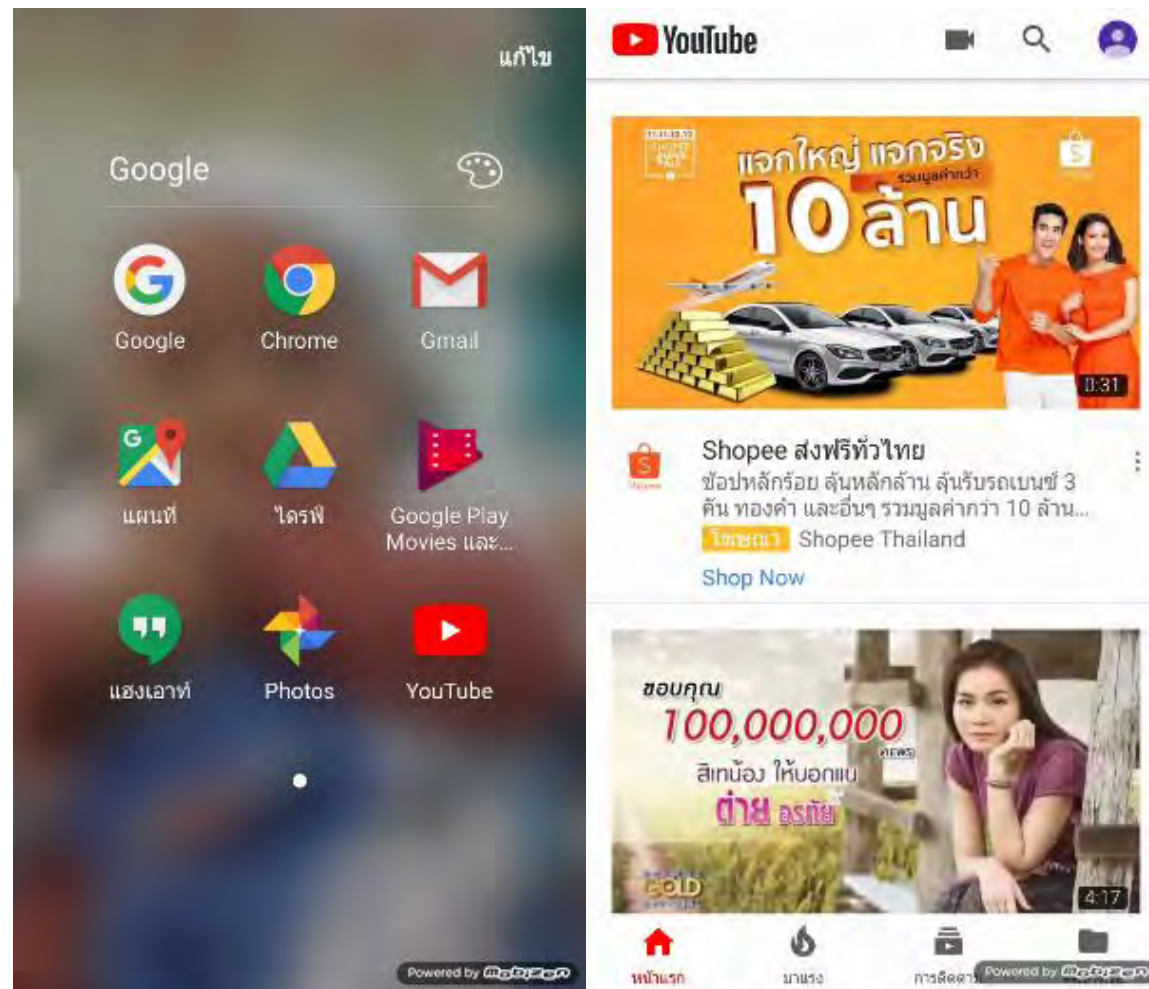 แก้ไข
Google
Google
Chrome
Gmail
แผนที่
ไดรฟ์
Google Play
Movies และ...
แฮงเอาท์
Photos
YouTube
Powered by
YouTube
แจกใหญ่ แจกจริง
รวมมูลค่ากว่า
10 ล้าน
0:31
Shopee ส่งฟรีทั่วไทย
ช้อปหลักร้อย ลุ้นหลักล้าน ลุ้นรับรถเบนซ์ 3
คัน ทองคำ และอื่นๆ รวมมูลค่ากว่า 10 ล้าน...
โฆษณา Shopee Thailand
Shop Now
ขอบคุณ
100,000,000
VIEWS
สิเทน้อง ให้บอกแน
ต่าย อรทัย
GOLD
4:17
หน้าแรก
มาแรง
การติดตาม
Powered by